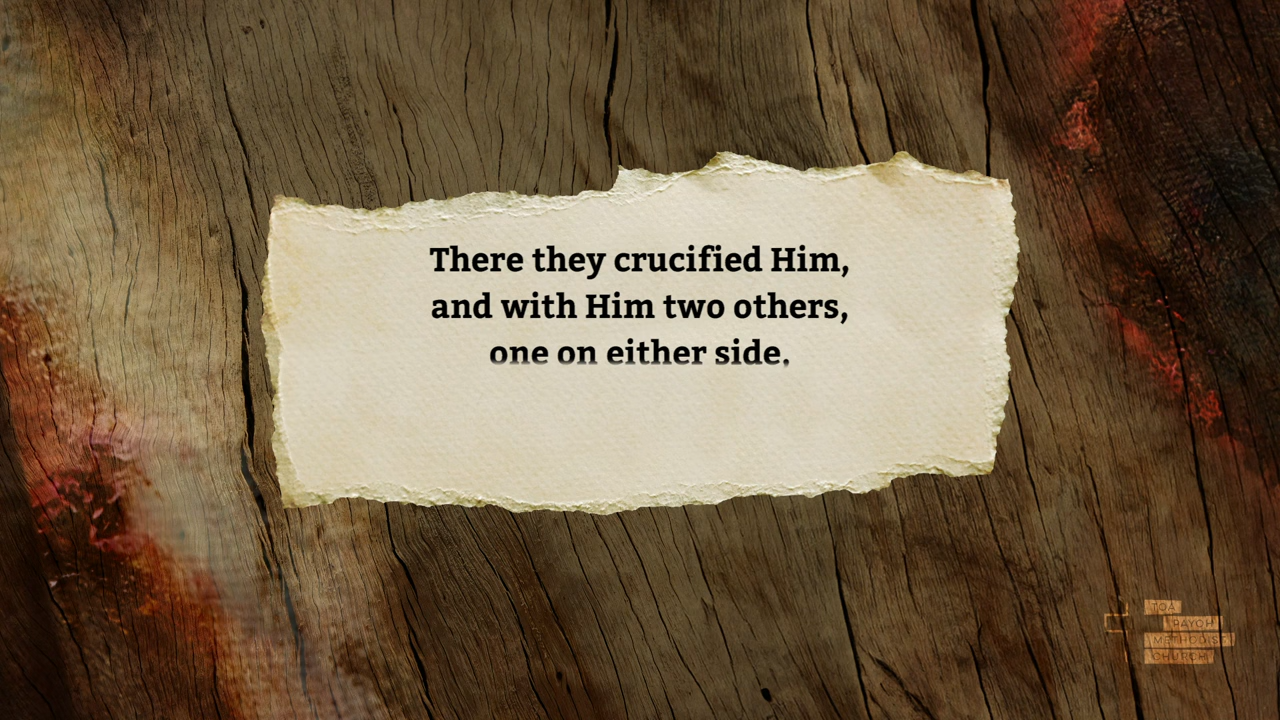 There they crucified Him,
and with Him two others,
one on either side.
TOA
PAYOH
METHODIST
CHURCH